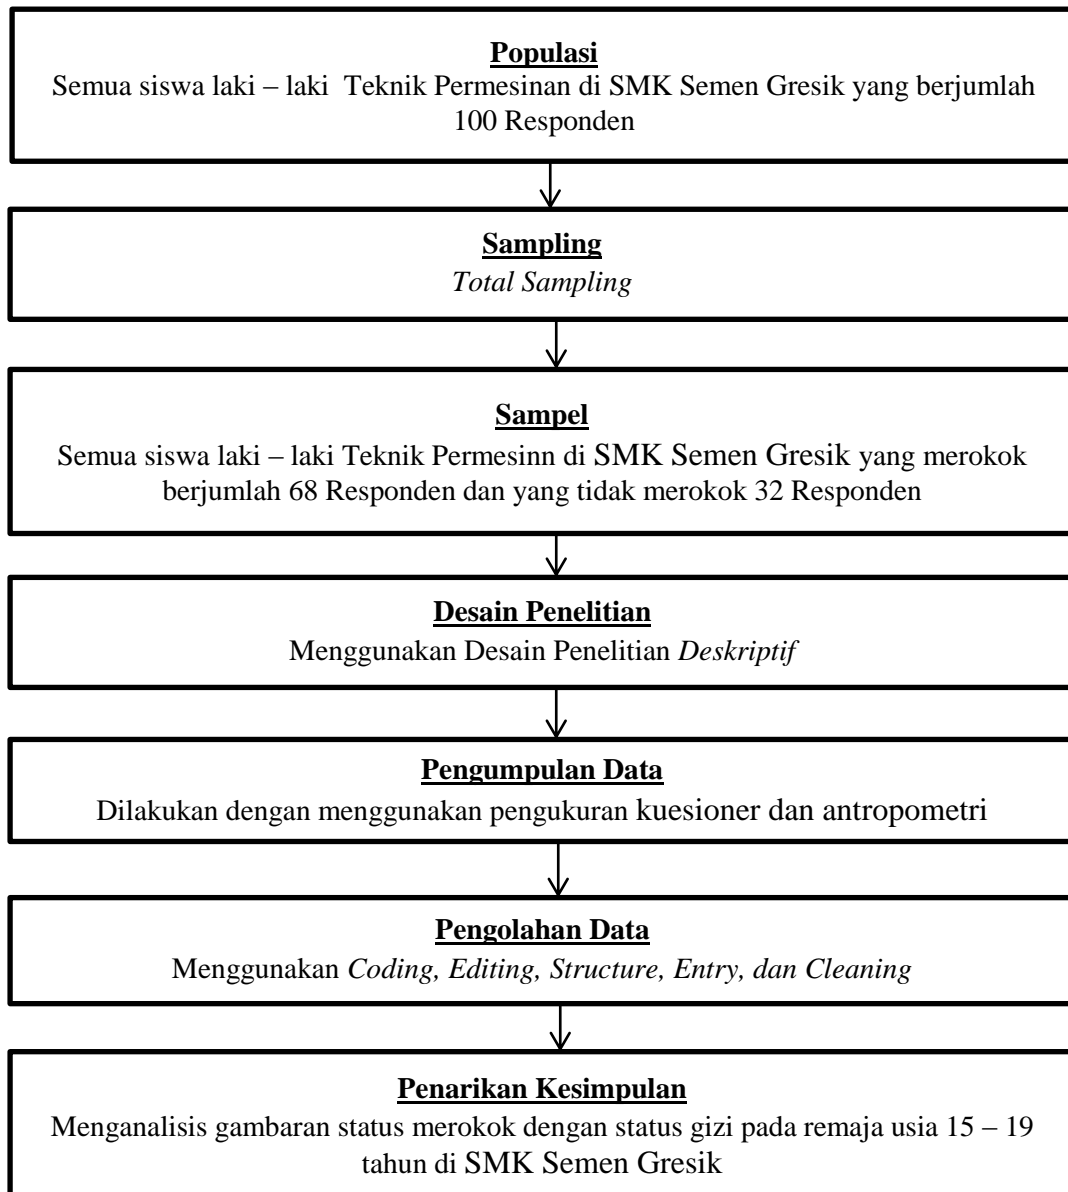 Populasi
Semua siswa laki – laki  Teknik Permesinan di SMK Semen Gresik yang berjumlah
100 Responden
Sampling
Total Sampling
Sampel
Semua siswa laki – laki Teknik Permesinn di SMK Semen Gresik yang merokok
berjumlah 68 Responden dan yang tidak merokok 32 Responden
Desain Penelitian
Menggunakan Desain Penelitian Deskriptif
Pengumpulan Data
Dilakukan dengan menggunakan pengukuran kuesioner dan antropometri
Pengolahan Data
Menggunakan Coding, Editing, Structure, Entry, dan Cleaning
Penarikan Kesimpulan
Menganalisis gambaran status merokok dengan status gizi pada remaja usia 15 – 19
tahun di SMK Semen Gresik